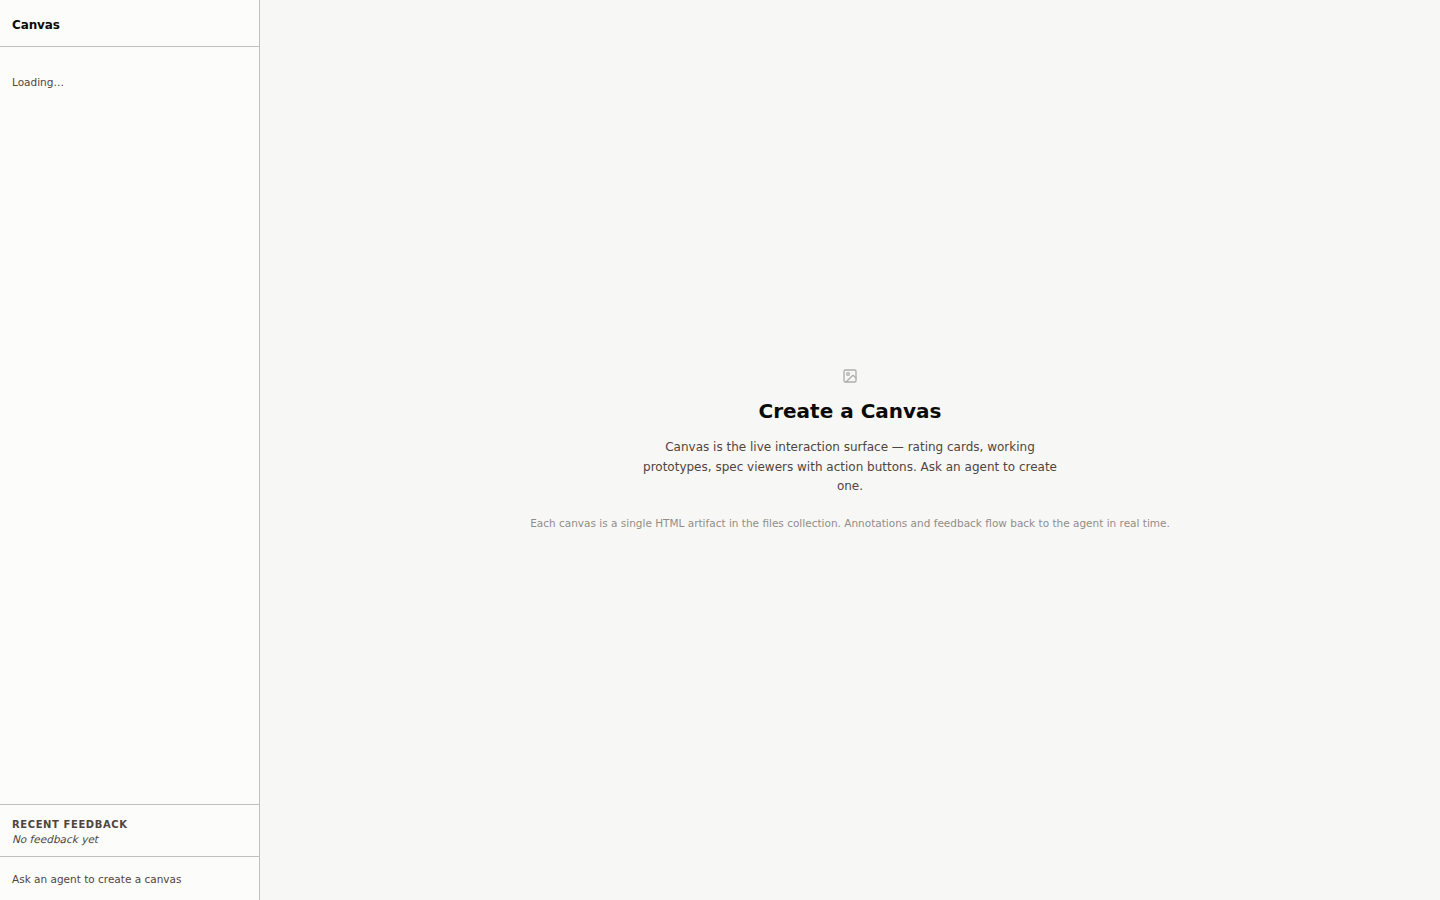 Canvas
Loading...
Create a Canvas
Canvas is the live interaction surface — rating cards, working
prototypes, spec viewers with action buttons. Ask an agent to create
one.
Each canvas is a single HTML artifact in the files collection. Annotations and feedback flow back to the agent in real time.
RECENT FEEDBACK
No feedback yet
Ask an agent to create a canvas